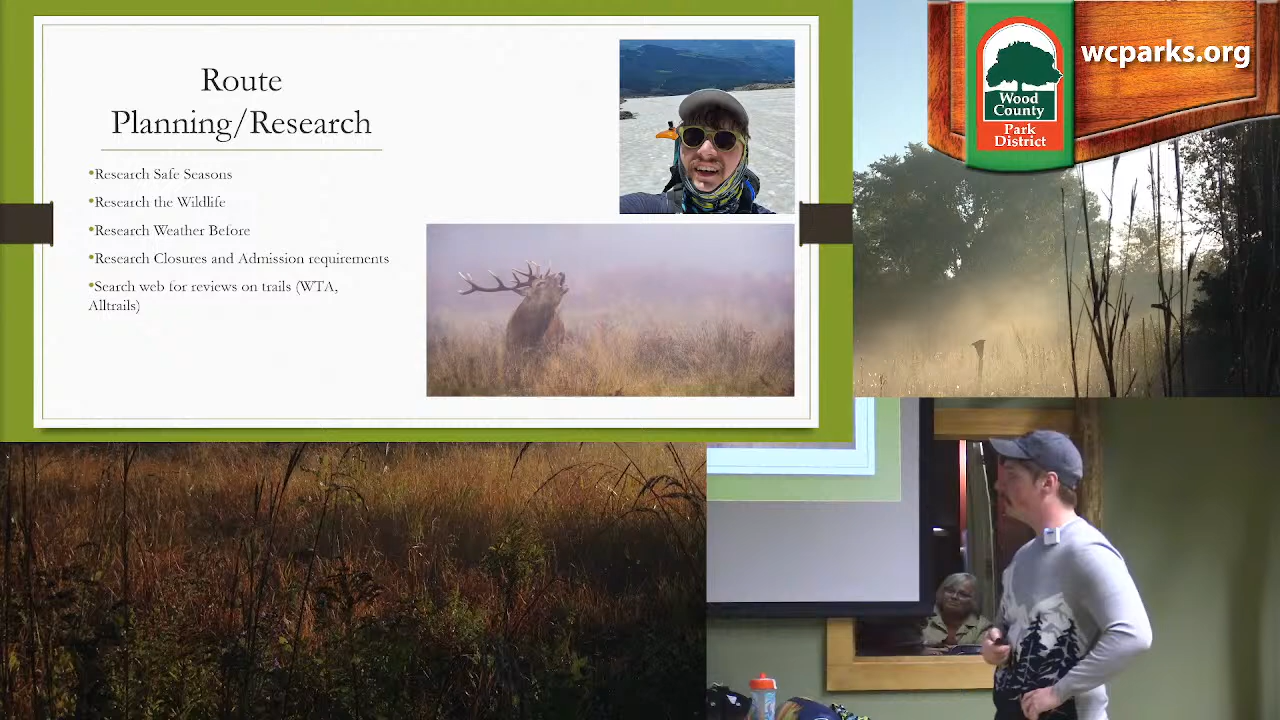 Route
Planning/Research
•Research Safe Seasons
•Research the Wildlife
•Research Weather Before
•Research Closures and Admission requirements
•Search web for reviews on trails (WTA,
Alltrails)
wcparks.org
Wood
County
Park
District